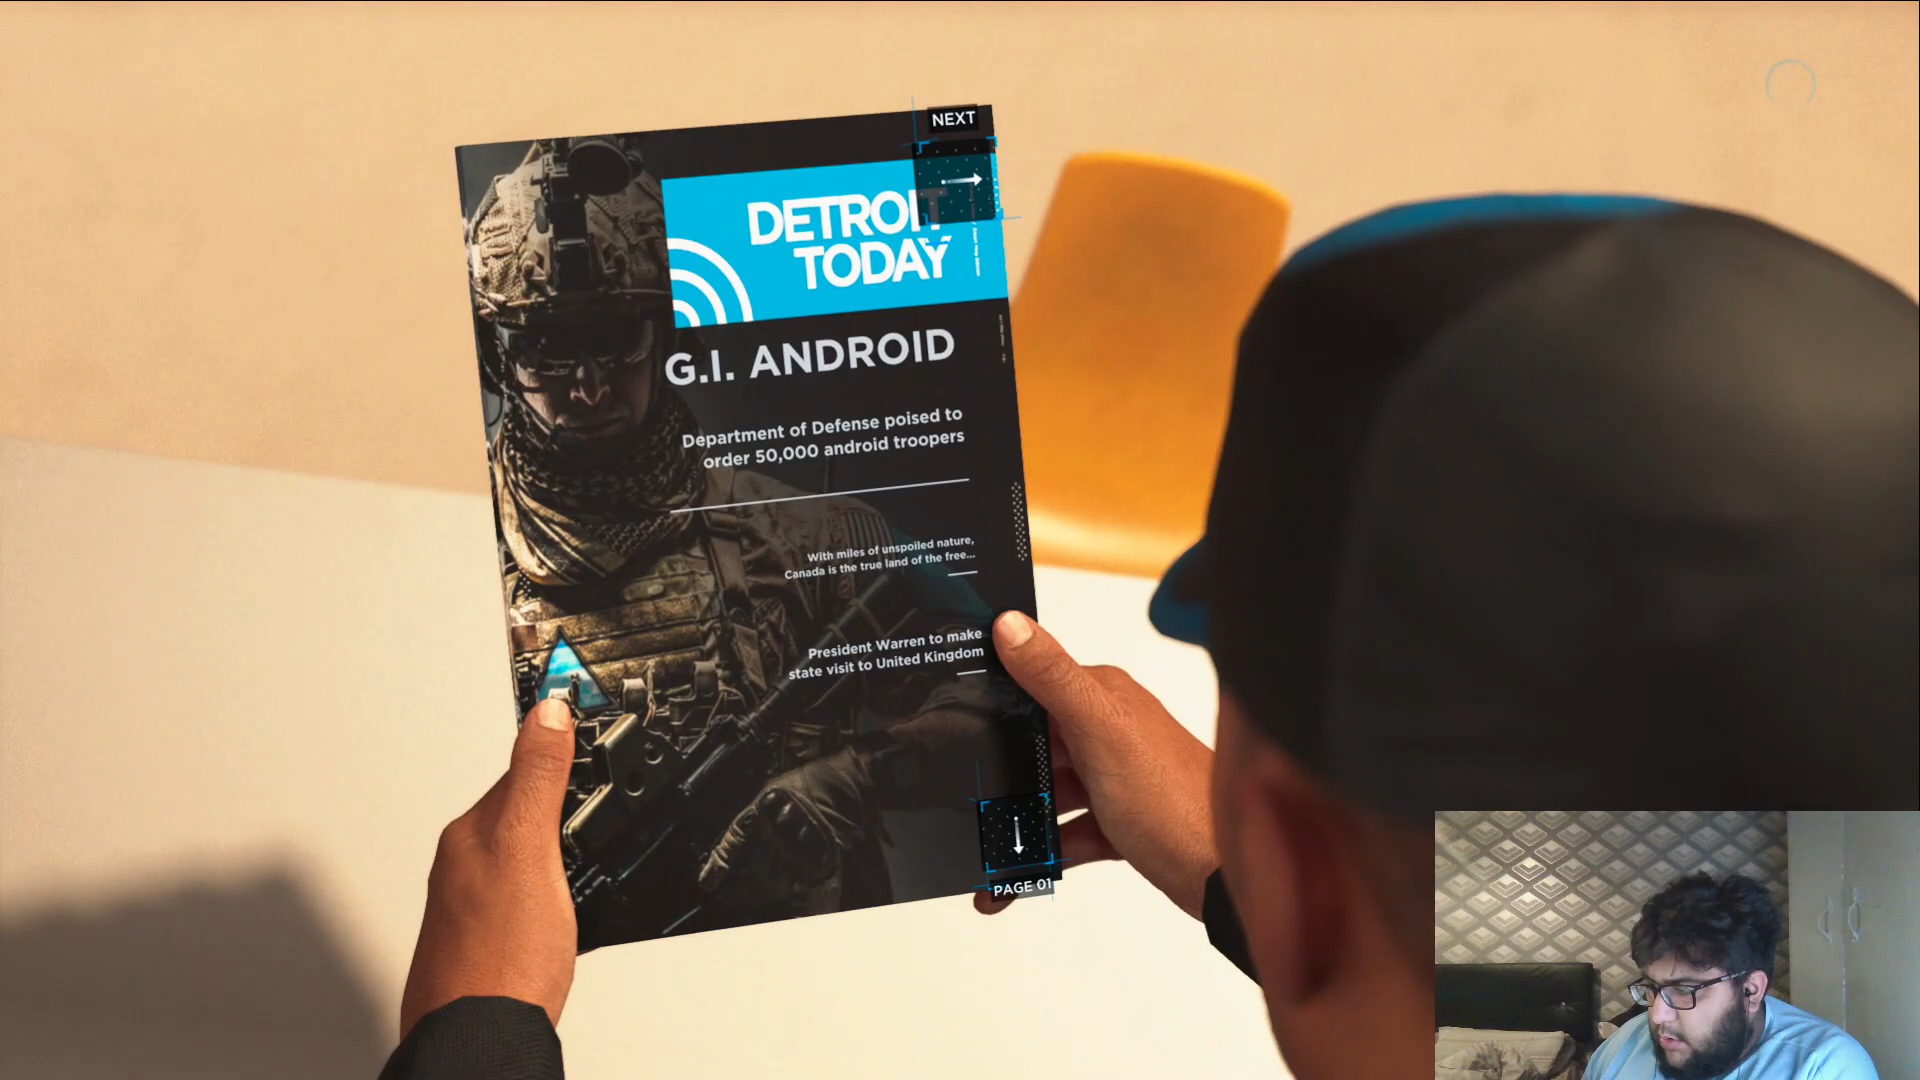 NEXT
DETROIT
TODAY
G.I. ANDROID
Department of Defense poised to
order 50,000 android troopers
With miles of unspoiled nature,
Canada is the true land of the free...
President Warren to make
state visit to United Kingdom
PAGE 01